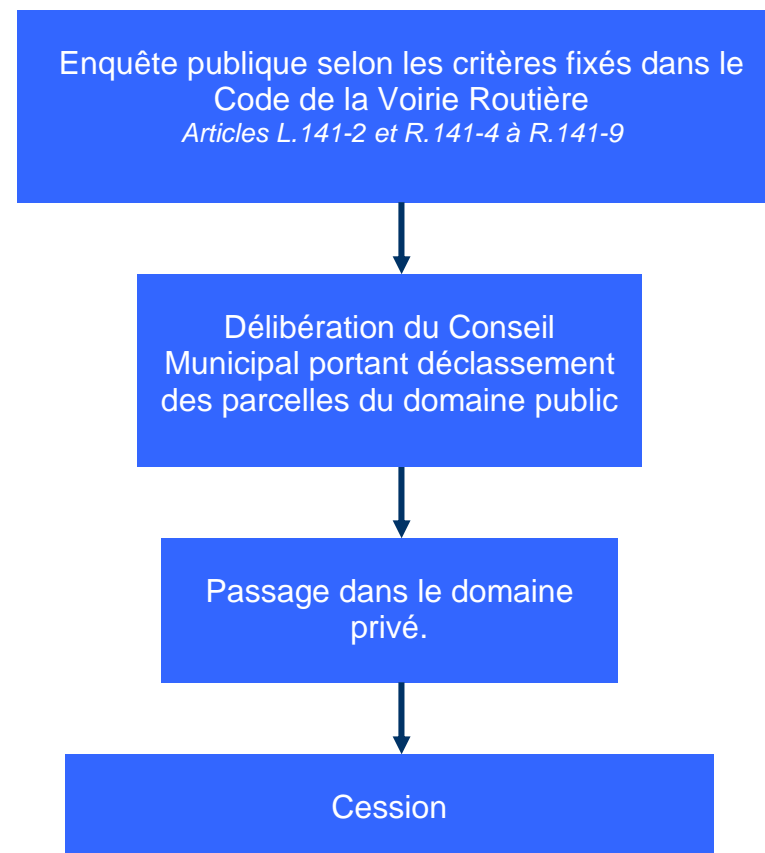 Enquête publique selon les critères fixés dans le
Code de la Voirie Routière
Articles L.141-2 et R.141-4 à R.141-9
Délibération du Conseil
Municipal portant déclassement
des parcelles du domaine public
Passage dans le domaine
privé.
Cession